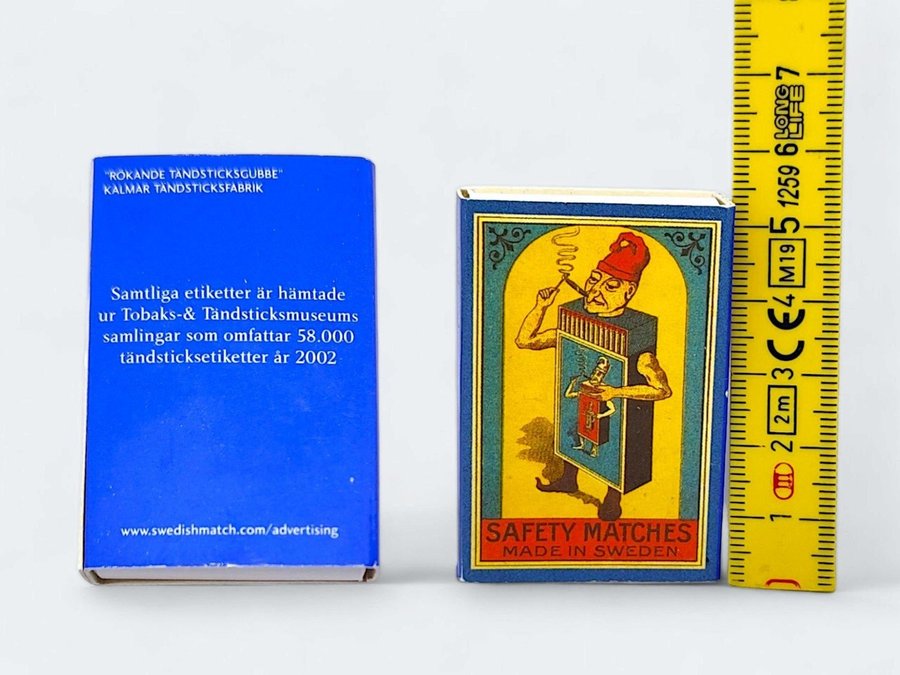 "RÖKANDE TÄNDSTICKSGUBBE"
KALMAR TÄNDSTICKSFABRIK
Samtliga etiketter är hämtade
ur Tobaks-& Tändsticksmuseums
samlingar som omfattar 58.000
tändsticksetiketter år 2002
www.swedishmatch.com/advertising
SAFETY MATCHES
MADE IN SWEDEN
1 2 2m 3 CE 4 M19 5 1259 6 LONG LIFE 7